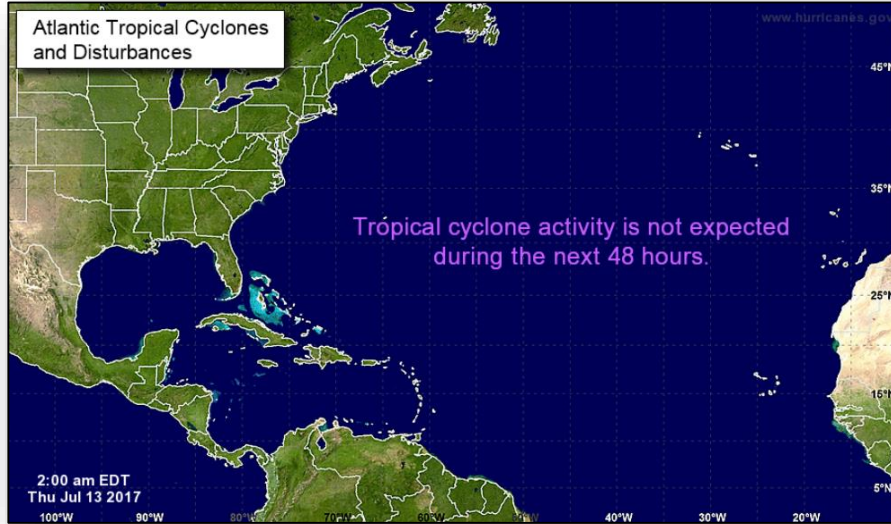 Atlantic Tropical Cyclones
and Disturbances
www.hurricanes.gov
45°N
35°N
Tropical cyclone activity is not expected
during the next 48 hours.
25°N
15°N
2:00 am EDT
Thu Jul 13 2017
5°N
100°W 90°W 80°W 70°W 60°W 50°W 40°W 30°W 20°W